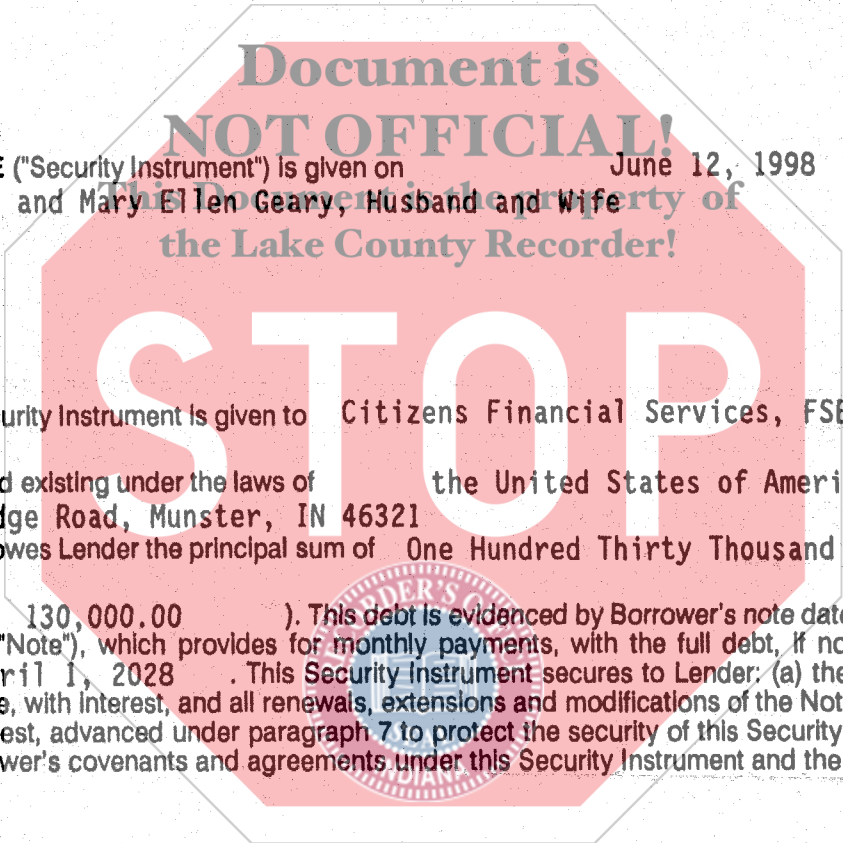 Document is
NOT OFFICIAL!
("Security Instrument") is given on June 12, 1998
This Document is the property of
and Mary Ellen Geary, Husband and Wife
the Lake County Recorder!
STOP
urity Instrument is given to Citizens Financial Services, FSB
d existing under the laws of the United States of Ameri
dge Road, Munster, IN 46321
owes Lender the principal sum of One Hundred Thirty Thousand
130,000.00 ). This debt is evidenced by Borrower's note date
"Note"), which provides for monthly payments, with the full debt, if no
ril 1, 2028 . This Security Instrument secures to Lender: (a) the
e, with interest, and all renewals, extensions and modifications of the Not
est, advanced under paragraph 7 to protect the security of this Security
wer's covenants and agreements under this Security Instrument and the
RECORDER'S OFFICE
INDIANA